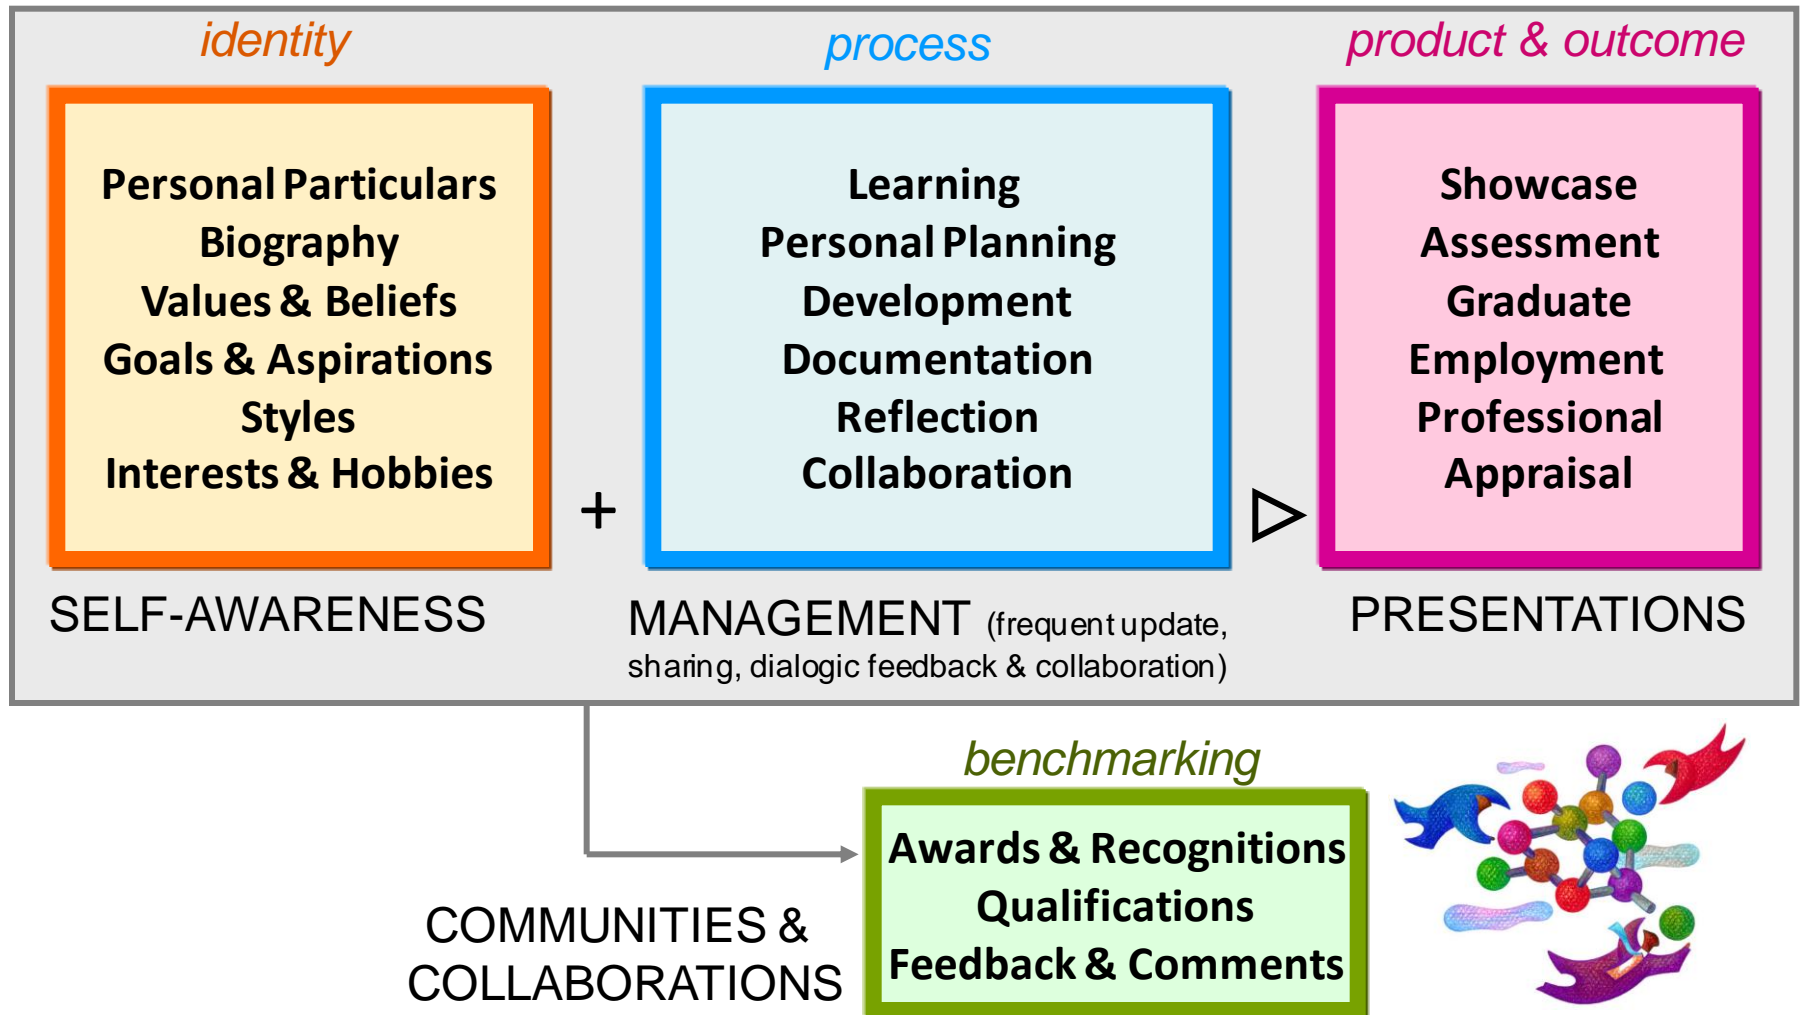 identity
Personal Particulars
Biography
Values & Beliefs
Goals & Aspirations
Styles
Interests & Hobbies
SELF-AWARENESS
+
process
Learning
Personal Planning
Development
Documentation
Reflection
Collaboration
MANAGEMENT (frequent update,
sharing, dialogic feedback & collaboration)
product & outcome
Showcase
Assessment
Graduate
Employment
Professional
Appraisal
PRESENTATIONS
benchmarking
Awards & Recognitions
Qualifications
Feedback & Comments
COMMUNITIES &
COLLABORATIONS